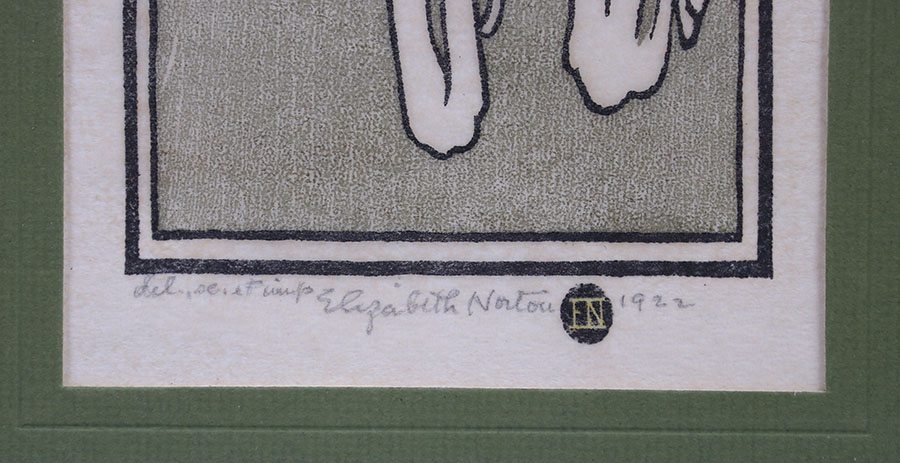 del., sc. et imp Elizabeth Norton EN 1922